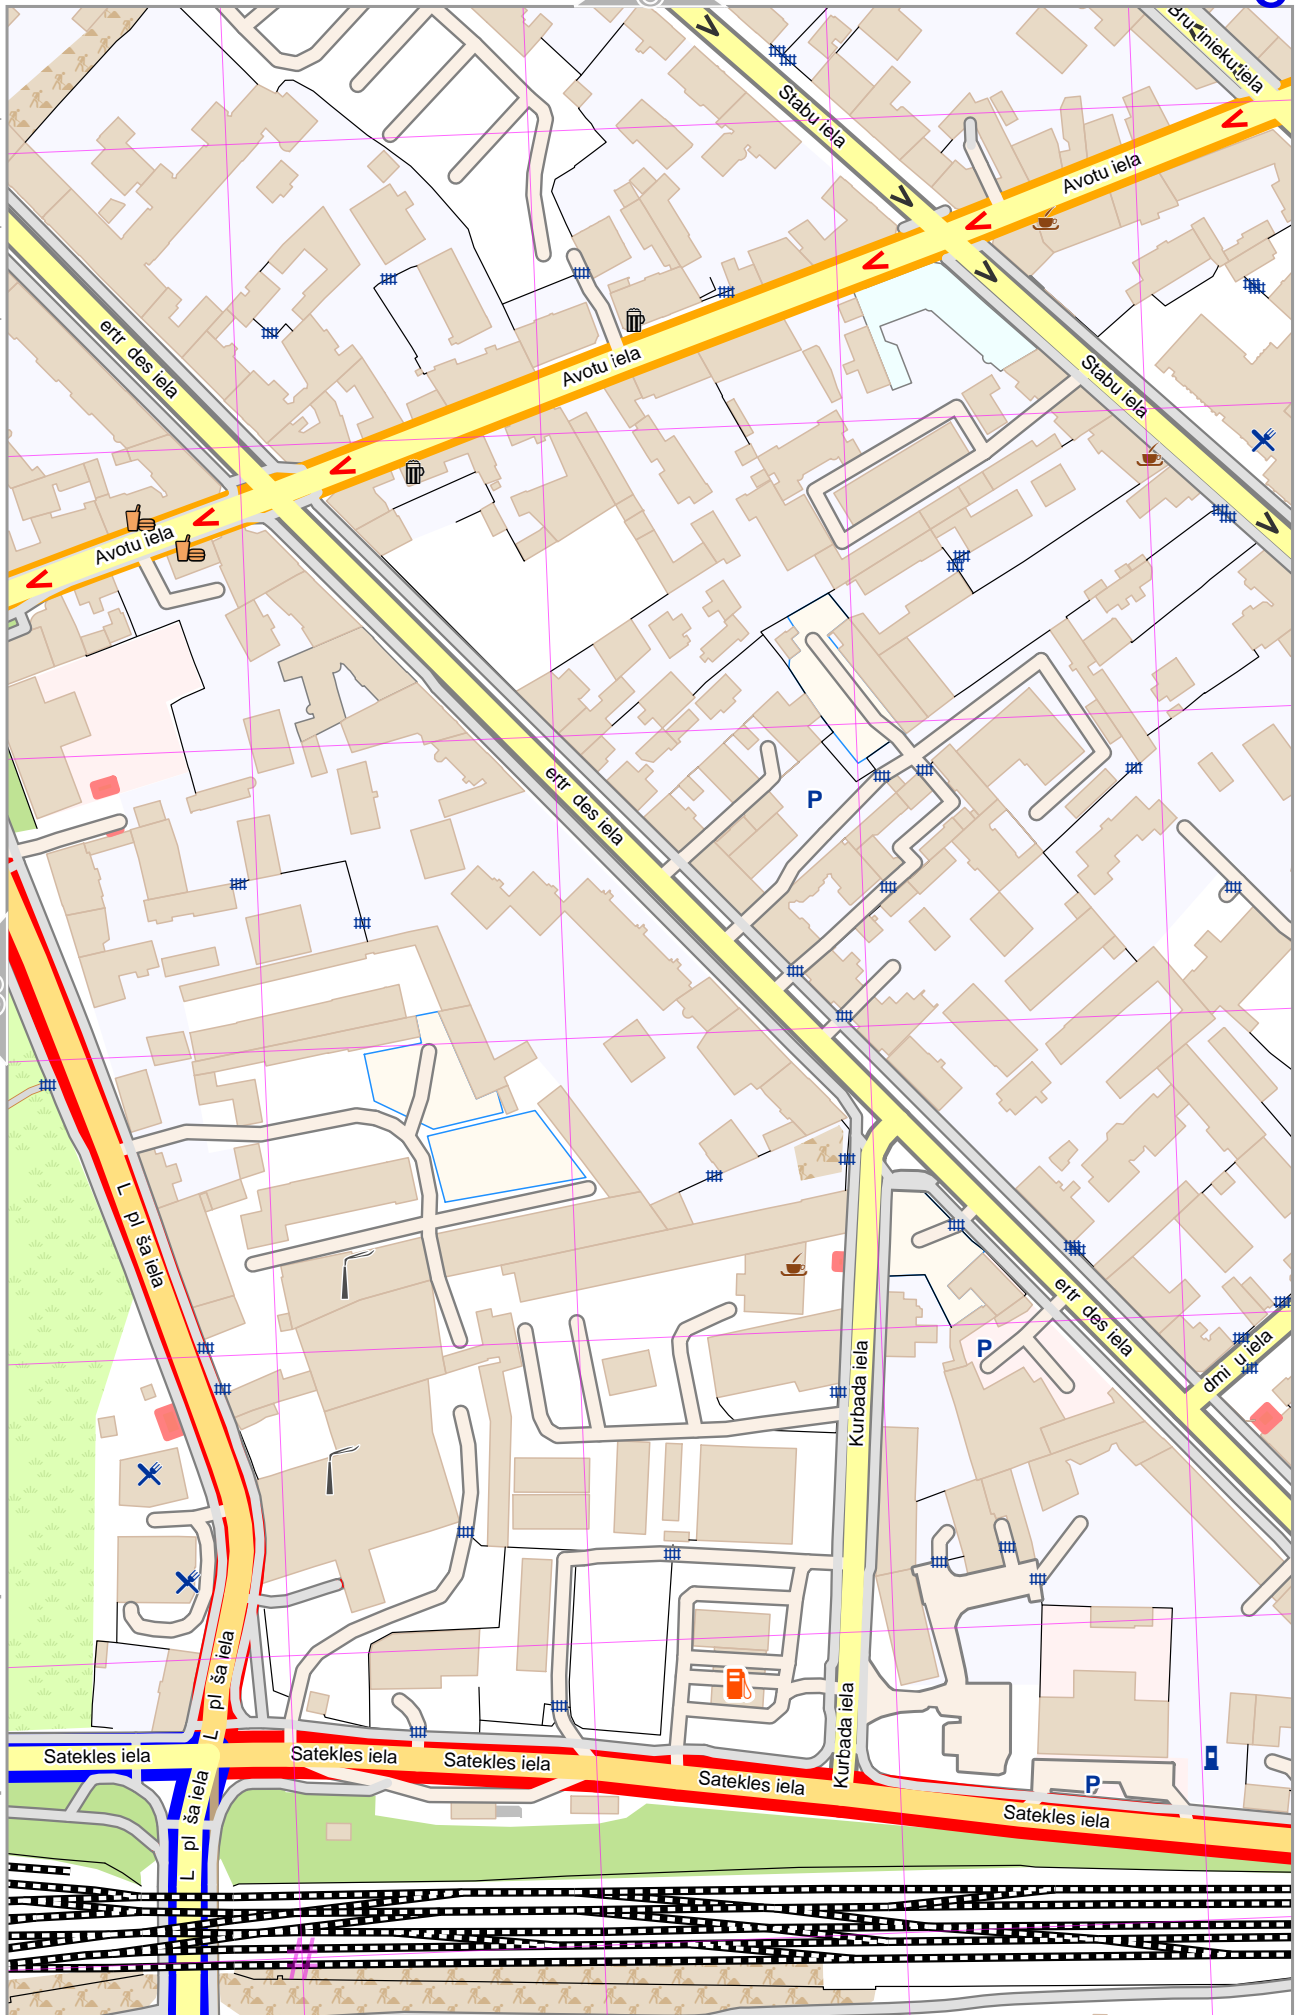 Bru inieku iela
Stabu iela
Avotu iela
ertr des iela
Avotu iela
Stabu iela
Avotu iela
ertr des iela
P
L pl ša iela
ertr des iela
dmi u iela
P
Kurbada iela
L pl ša iela
Kurbada iela
Satekles iela
Satekles iela
Satekles iela
Satekles iela
P
L pl ša iela
Satekles iela